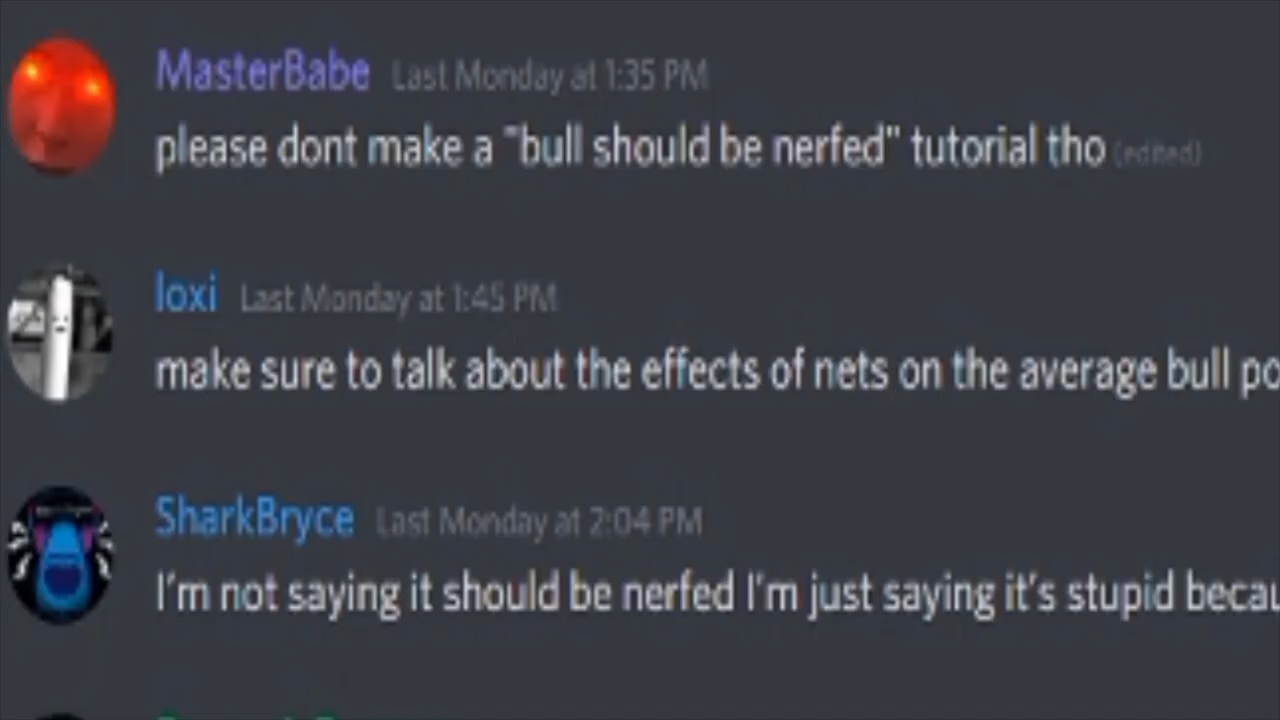 MasterBabe Last Monday at 1:35 PM
please dont make a "bull should be nerfed" tutorial tho (edited)
loxi Last Monday at 1:45 PM
make sure to talk about the effects of nets on the average bull po
SharkBryce Last Monday at 2:04 PM
I'm not saying it should be nerfed I'm just saying it's stupid becau